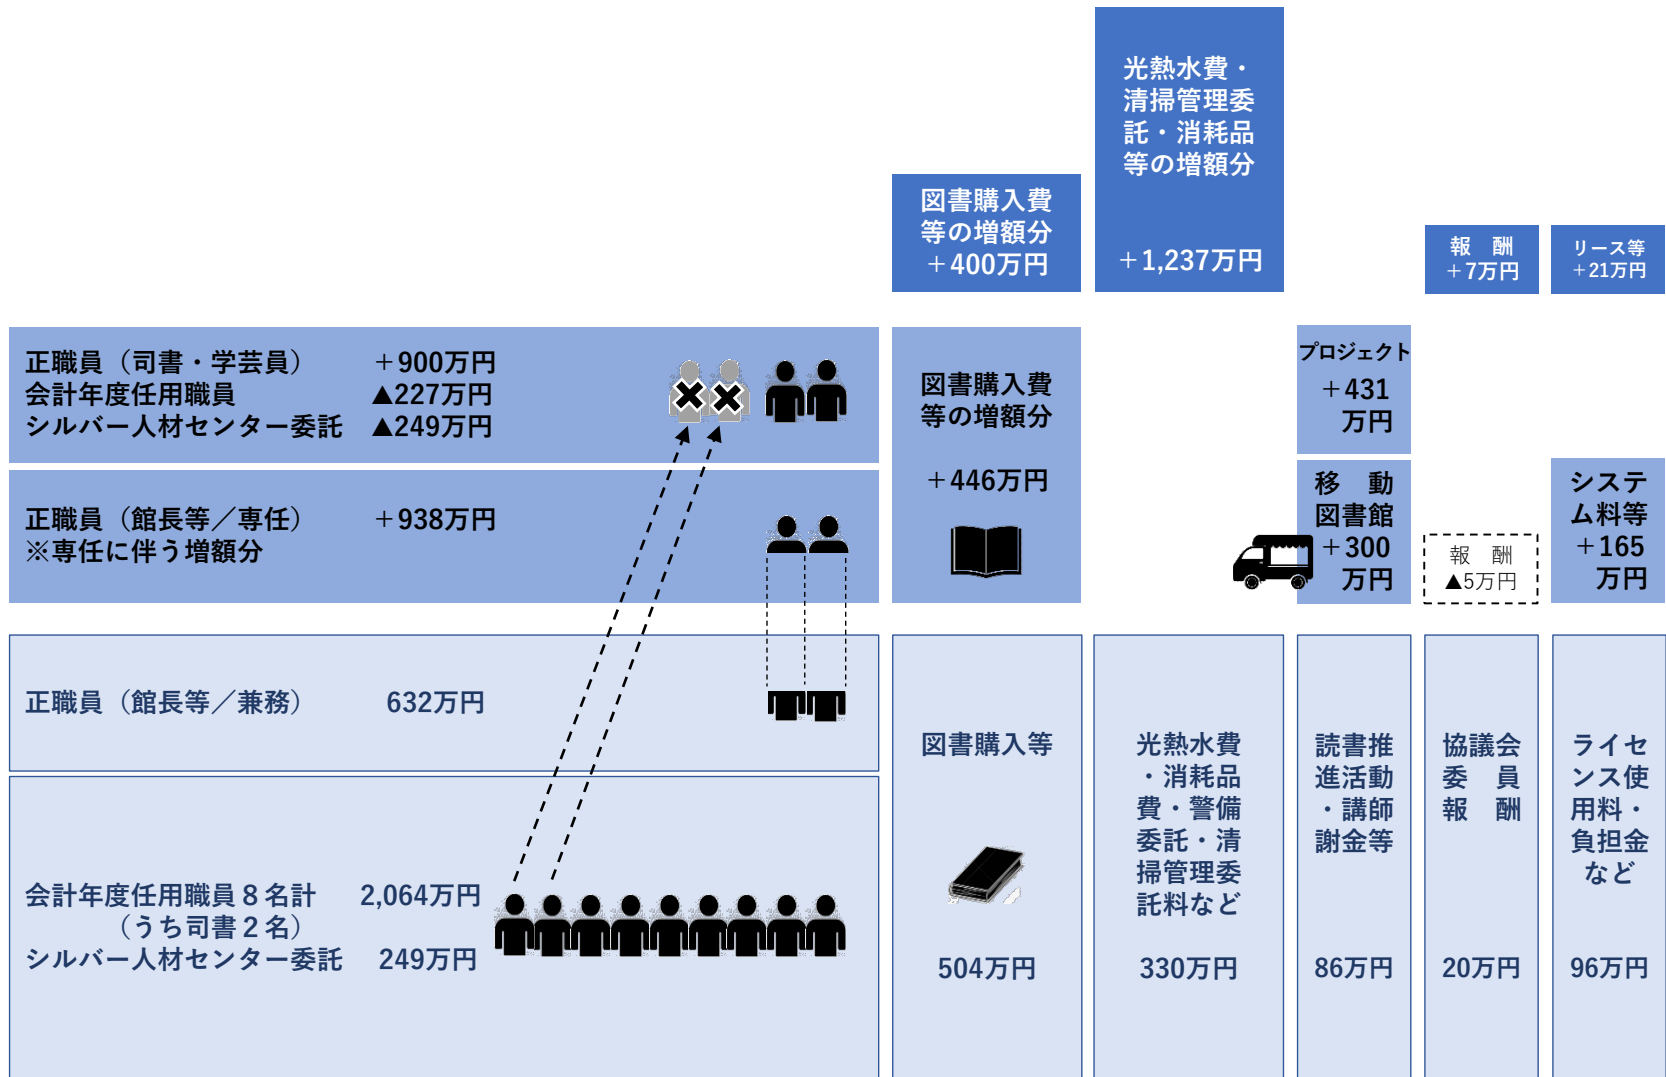 光熱水費・
清掃管理委
託・消耗品
等の増額分
＋1,237万円
図書購入費
等の増額分
＋400万円
報　酬
＋7万円
リース等
＋21万円
正職員（司書・学芸員）　＋900万円
会計年度任用職員　▲227万円
シルバー人材センター委託　▲249万円
正職員（館長等／専任）　＋938万円
※専任に伴う増額分
図書購入費
等の増額分
＋446万円
プロジェクト
＋431
万円
移　動
図書館
＋300
万円
報　酬
▲5万円
システ
ム料等
＋165
万円
正職員（館長等／兼務）　632万円
会計年度任用職員８名計　2,064万円
（うち司書２名）
シルバー人材センター委託　249万円
図書購入等
504万円
光熱水費
・消耗品
費・警備
委託・清
掃管理委
託料など
330万円
読書推
進活動
・講師
謝金等
86万円
協議会
委　員
報　酬
20万円
ライセ
ンス使
用料・
負担金
など
96万円